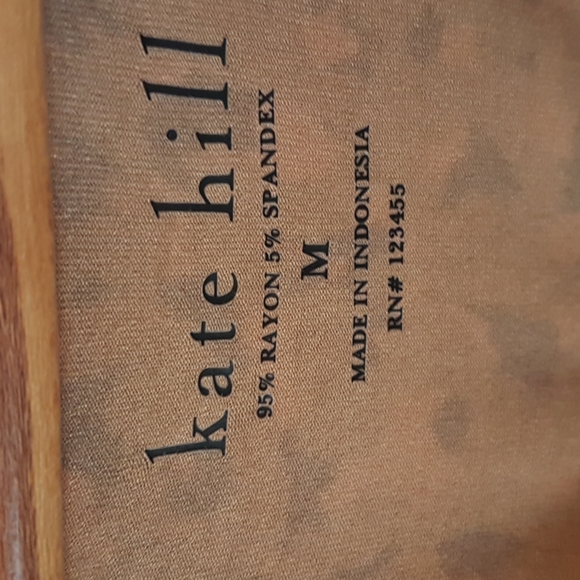 kate hill
95% RAYON 5% SPANDEX
M
MADE IN INDONESIA
RN# 123455